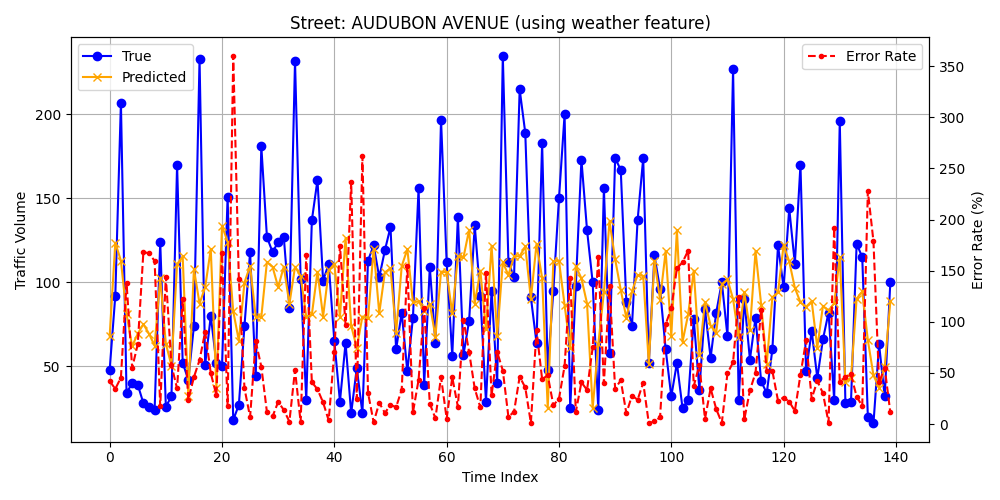 Street: AUDUBON AVENUE (using weather feature)
True
Predicted
Error Rate
Traffic Volume
200
150
100
50
350
300
250
200
150
100
50
0
Error Rate (%)
0
20
40
60
80
100
120
140
Time Index